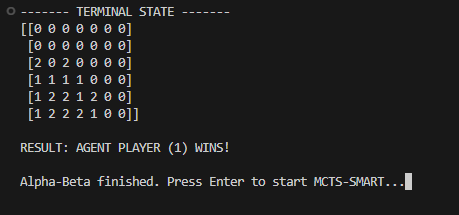 ------- TERMINAL STATE -------
[[0 0 0 0 0 0 0]
[0 0 0 0 0 0 0]
[2 0 2 0 0 0 0]
[1 1 1 1 0 0 0]
[1 2 2 1 2 0 0]
[1 2 2 2 1 0 0]]
RESULT: AGENT PLAYER (1) WINS!
Alpha-Beta finished. Press Enter to start MCTS-SMART...